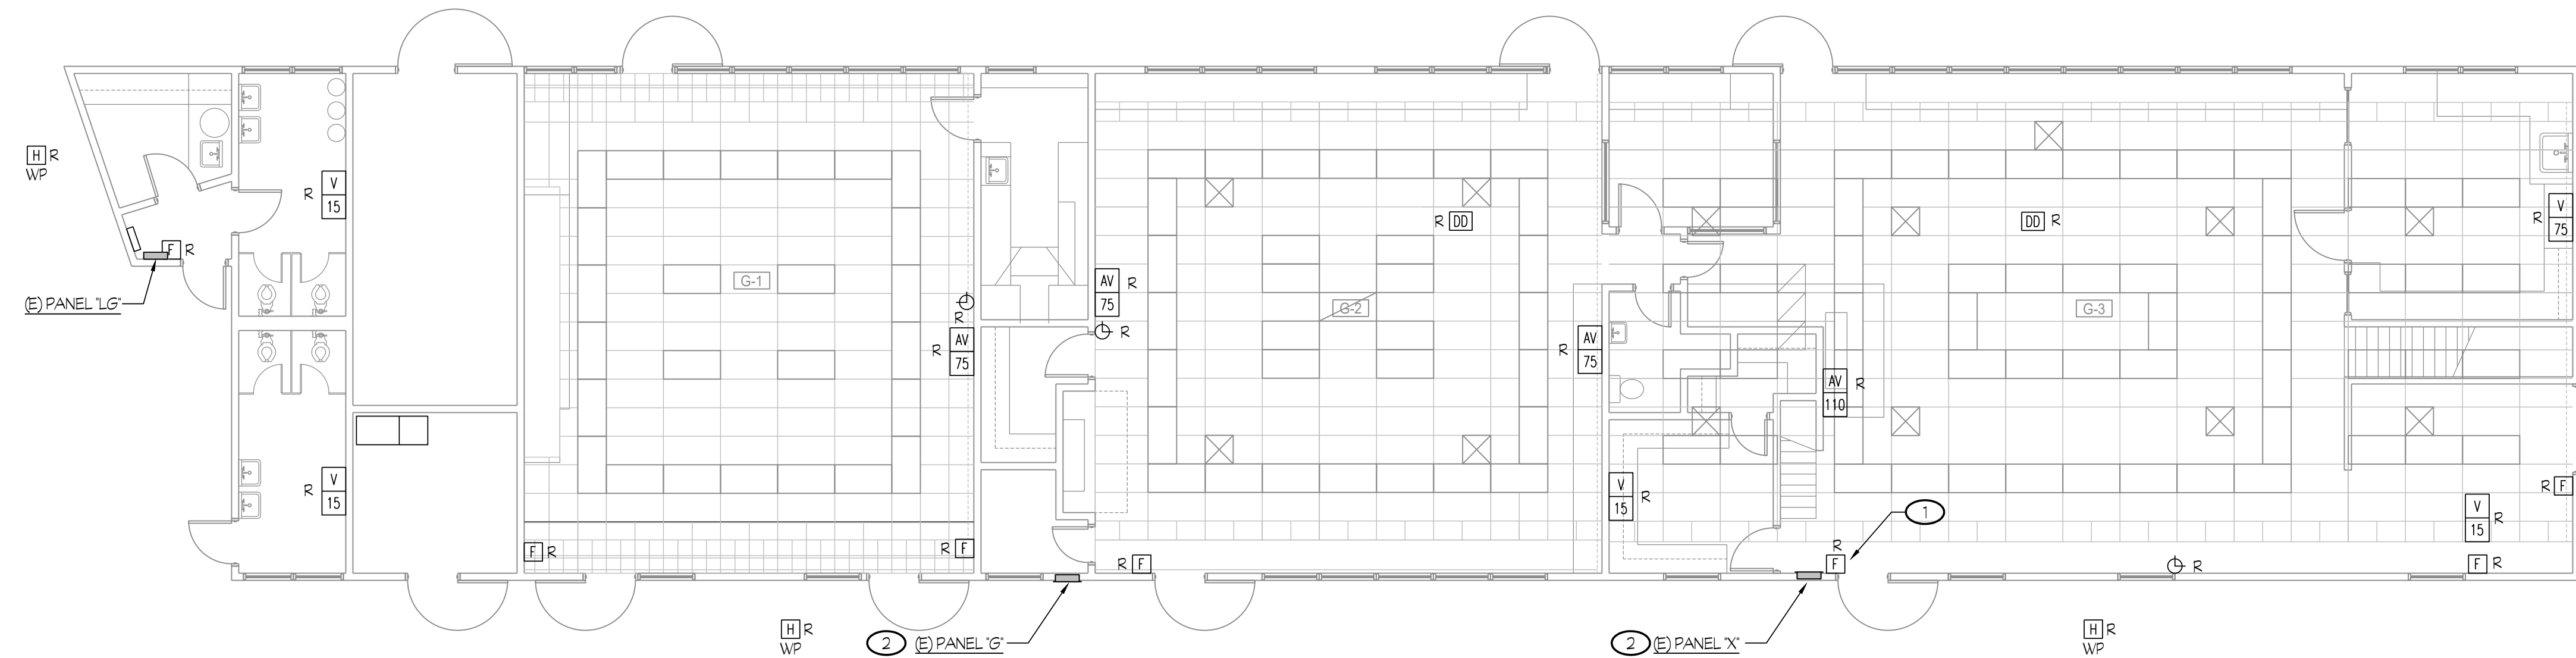 H R
WP
R
V
15
F R
(E) PANEL "LG"
R
V
15
G-1
R
R
AV
75
AV
75
R
R
R DD
G-2
R
AV
75
DD R
G-3
AV
110
R
R
V
75
V
15
R
1
R
F
R F
V
15
R
F R
R
F R
R F
R F
H R
WP
2 (E) PANEL "G"
2 (E) PANEL "X"
H R
WP